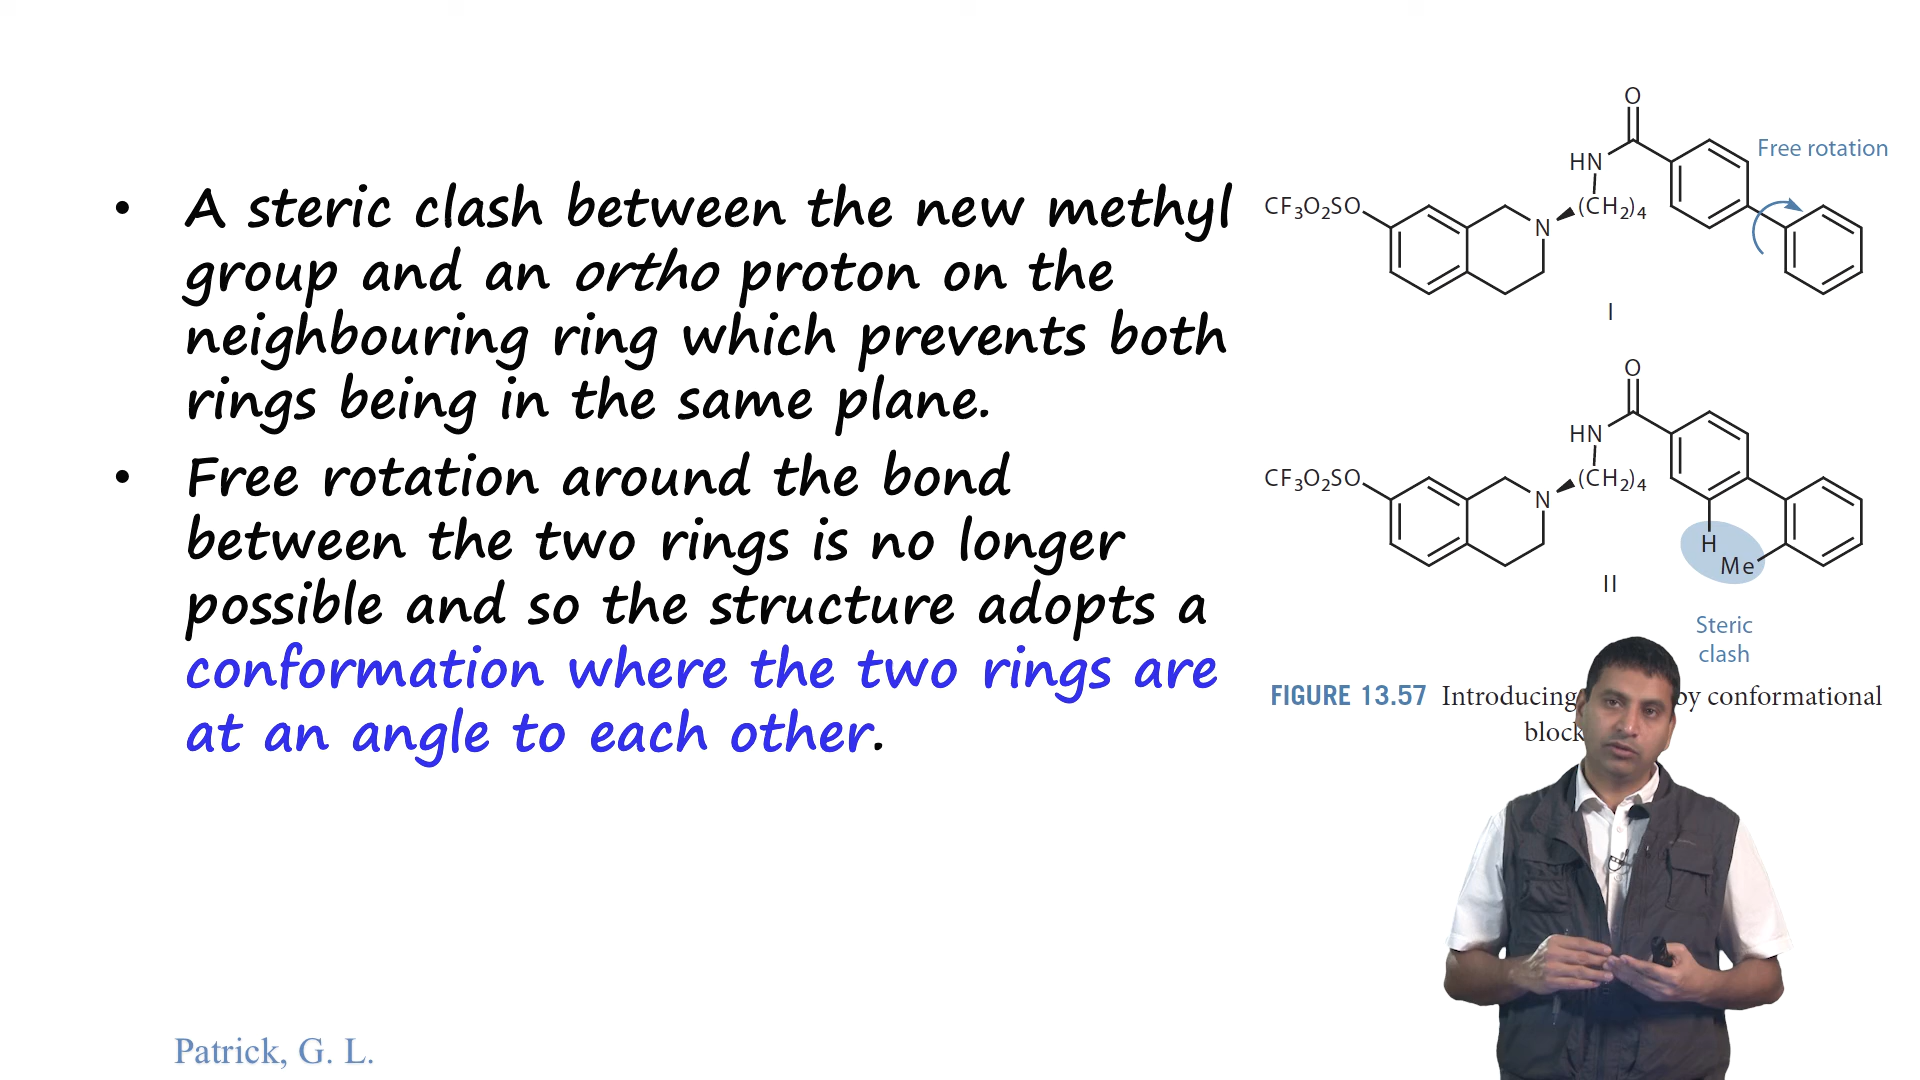 • A steric clash between the new methyl
group and an ortho proton on the
neighbouring ring which prevents both
rings being in the same plane.
• Free rotation around the bond
between the two rings is no longer
possible and so the structure adopts a
conformation where the two rings are
at an angle to each other.
O
HN
Free rotation
CF₃O₂SO
N
(CH₂)₄
I
O
HN
CF₃O₂SO
N
(CH₂)₄
H
Me
II
Steric
clash
FIGURE 13.57 Introducing by conformational
Patrick, G. L.